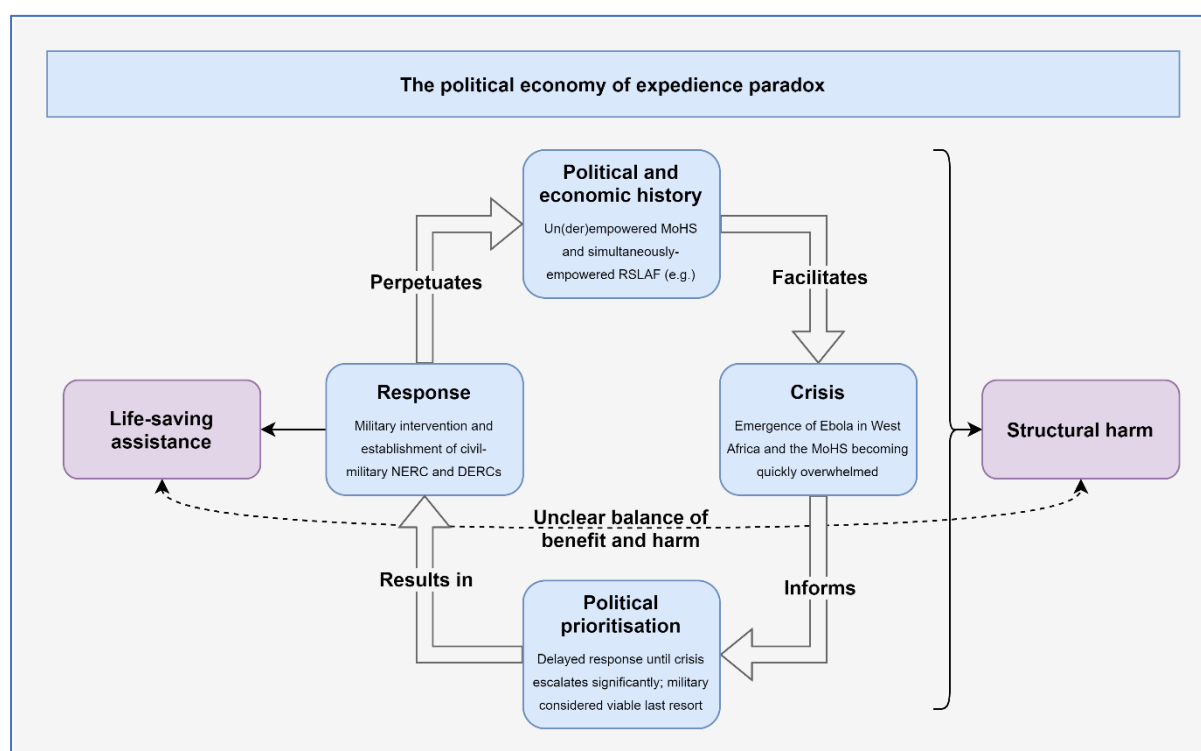 The political economy of expedience paradox
Political and
economic history
Un(der)empowered MoHS
and simultaneously-
empowered RSLAF (e.g.)
Perpetuates
Facilitates
Life-saving
assistance
Response
Military intervention and
establishment of civil-
military NERC and DERCs
Crisis
Emergence of Ebola in West
Africa and the MoHS becoming
quickly overwhelmed
Structural harm
Unclear balance of
benefit and harm
Results in
Informs
Political
prioritisation
Delayed response until crisis
escalates significantly; military
considered viable last resort